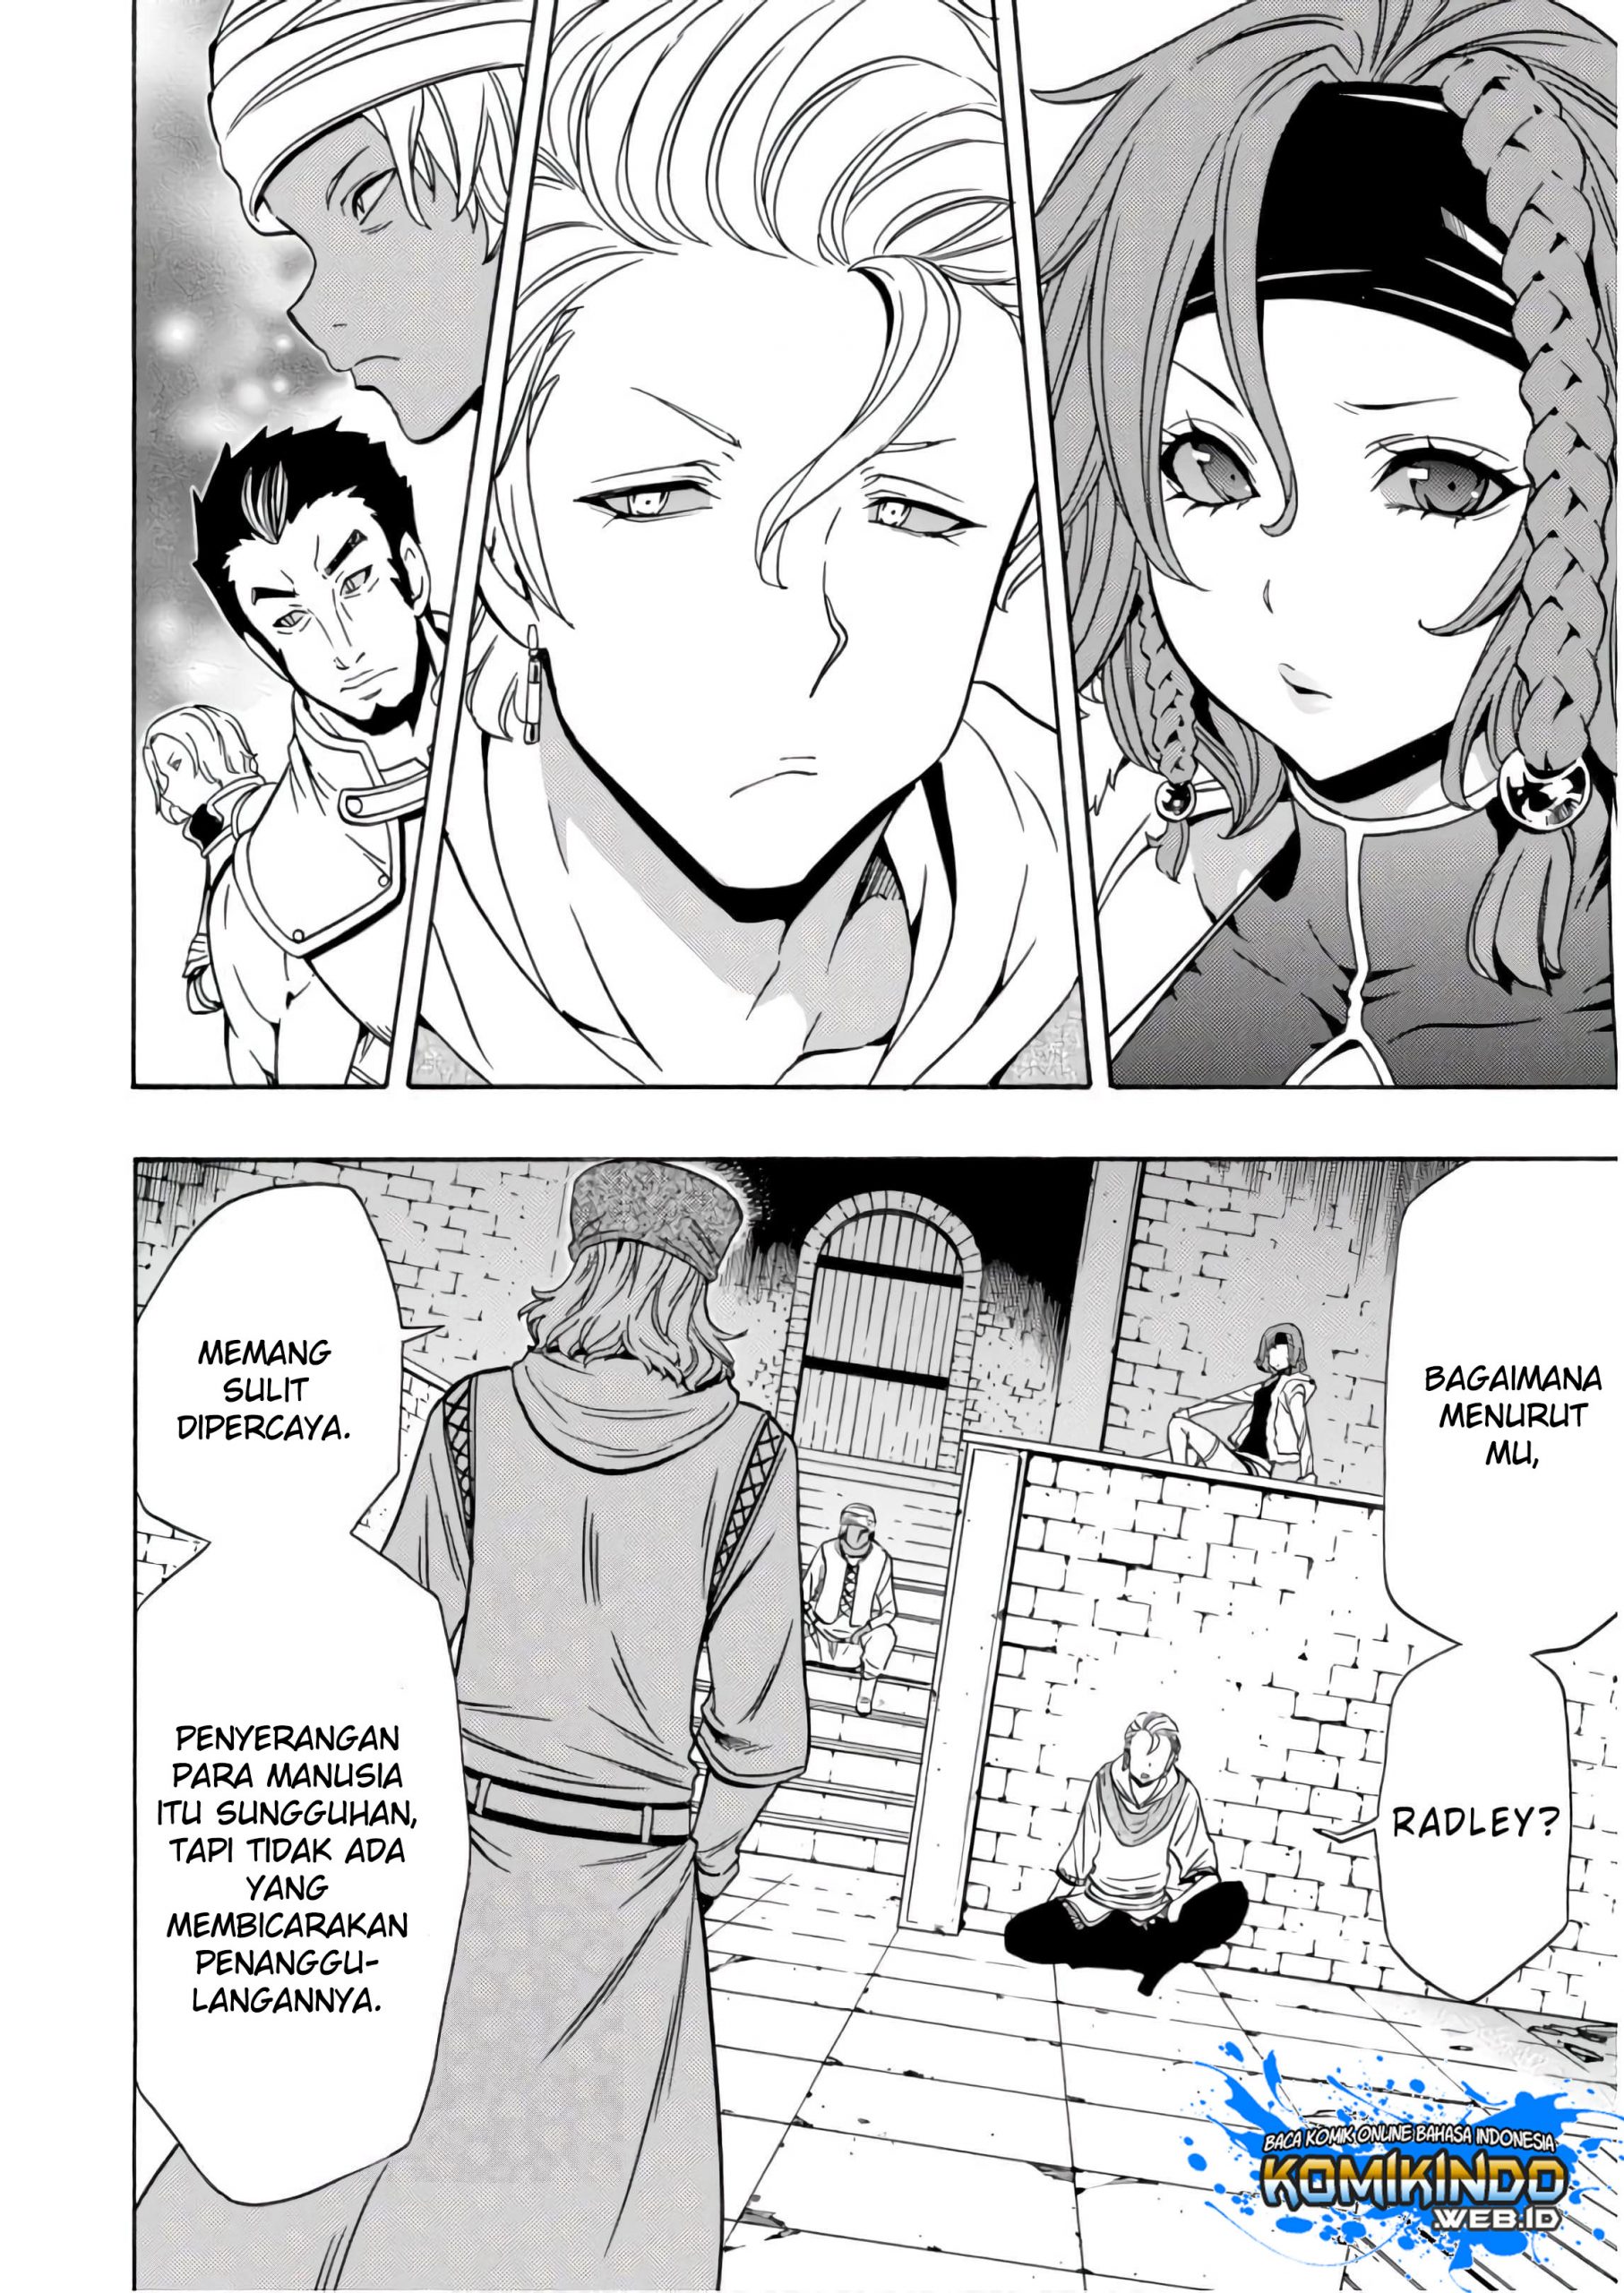 BAGAIMANA
MENURUT
MU,
RADLEY?
MEMANG
SULIT
DIPERCAYA.
PENYERANGAN
PARA MANUSIA
ITU SUNGGUHAN,
TAPI TIDAK ADA
YANG
MEMBICARAKAN
PENANGGU-
LANGANNYA.
BACA KOMIK ONLINE BAHASA INDONESIA
KOMIKINDO
.WEB.ID